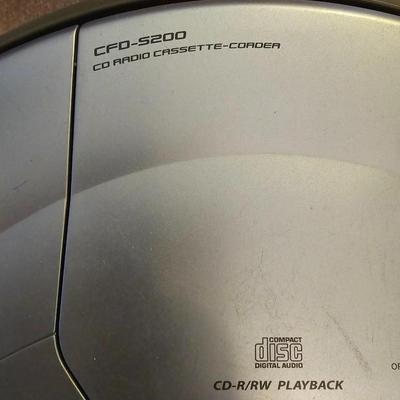 CFD-S200
CD RADIO CASSETTE-CORDER
COMPACT
disc
DIGITAL AUDIO
CD-R/RW PLAYBACK